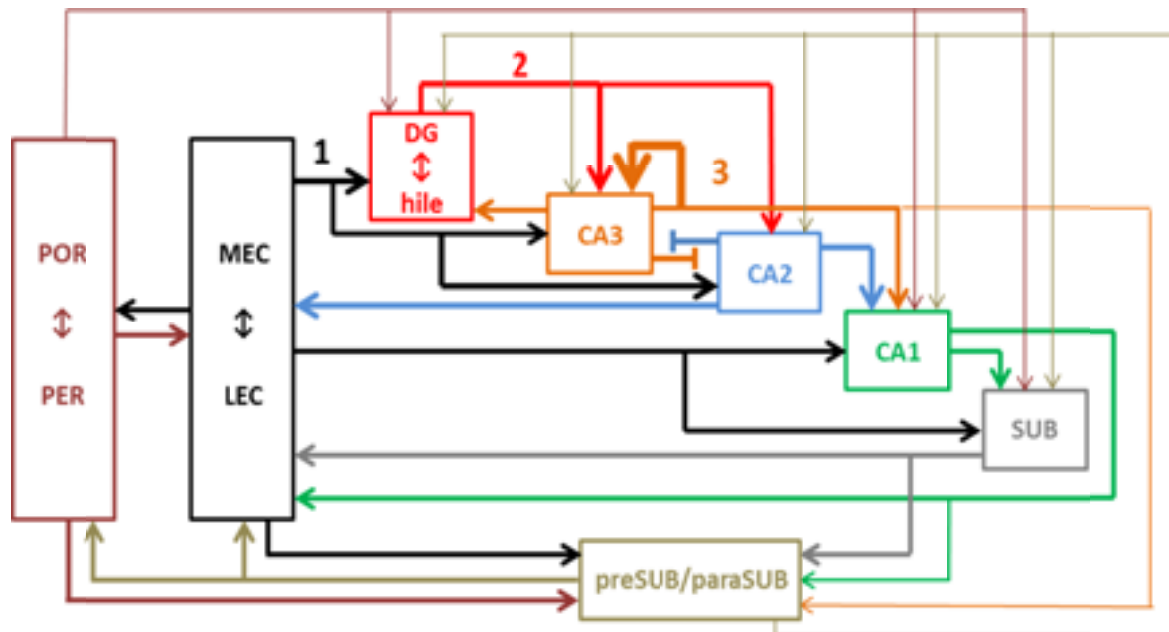 2
1
DG
↕
hile
3
CA3
POR
MEC
CA2
↕
↕
CA1
PER
LEC
SUB
preSUB/paraSUB